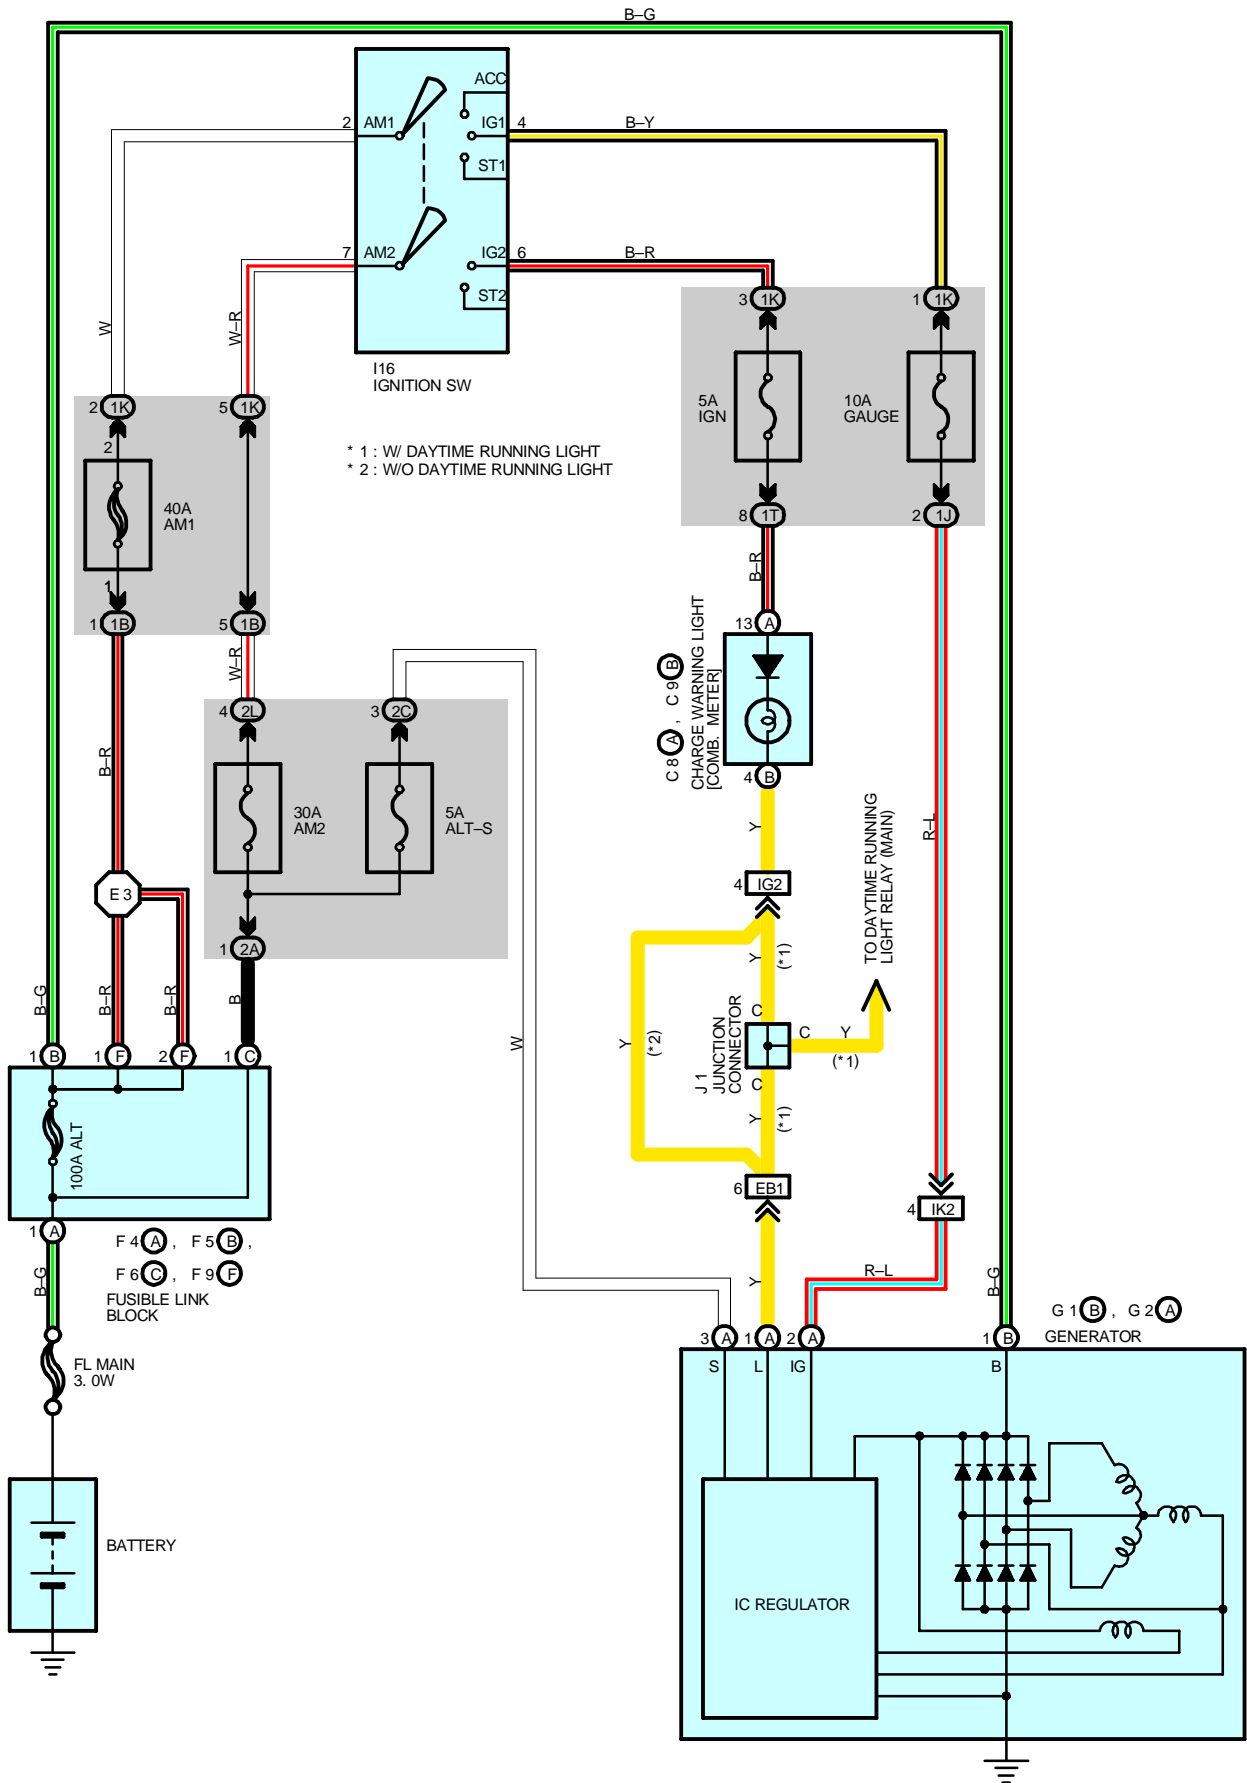 B–G
ACC
2 AM1
IG1 4
B–Y
ST1
7 AM2
IG2 6
B–R
ST2
W
W–R
I16
IGNITION SW
3 1K
1 1K
5A
IGN
10A
GAUGE
2 1K
5 1K
2
40A
AM1
1
1 1B
5 1B
* 1 : W/ DAYTIME RUNNING LIGHT
* 2 : W/O DAYTIME RUNNING LIGHT
8 1T
2 1J
B–R
W–R
13 A
C 8 A , C 9 B
CHARGE WARNING LIGHT
[COMB. METER]
4 B
4 2L
3 2C
30A
AM2
5A
ALT–S
B–R
1 2A
E 3
Y
R–L
TO DAYTIME RUNNING
LIGHT RELAY (MAIN)
4 IG2
Y
(*1)
Y
(*2)
C
C
Y
(*1)
J 1
JUNCTION
CONNECTOR
C
Y
(*1)
B–G
B–R
B–R
B
W
1 B
1 F
2 F
1 C
100A ALT
1 A
F 4 A , F 5 B ,
F 6 C , F 9 F
FUSIBLE LINK
BLOCK
B–G
6 EB1
4 IK2
Y
R–L
B–G
FL MAIN
3. 0W
3 A
1 A
2 A
1 B
G 1 B , G 2 A
GENERATOR
S
L
IG
B
BATTERY
IC REGULATOR